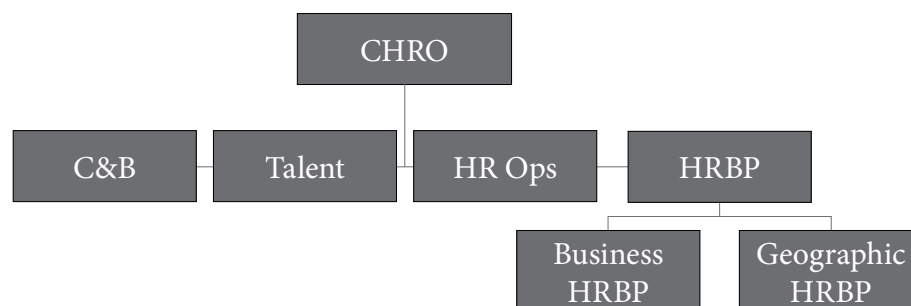 CHRO
C&B
Talent
HR Ops
HRBP
Business
HRBP
Geographic
HRBP